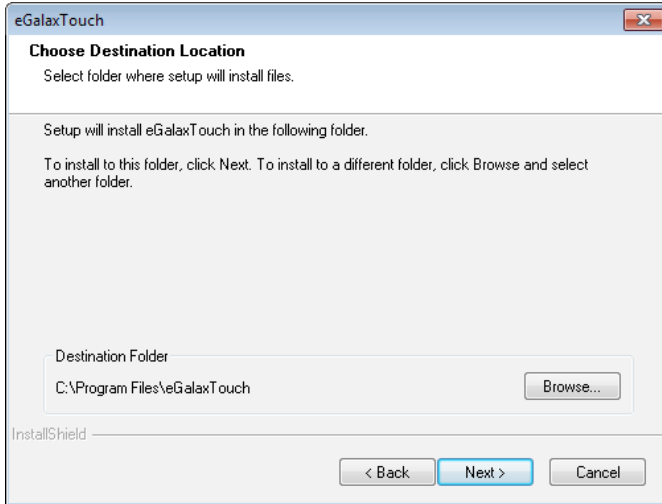 eGalaxTouch
Choose Destination Location
Select folder where setup will install files.
Setup will install eGalaxTouch in the following folder.
To install to this folder, click Next. To install to a different folder, click Browse and select
another folder.
Destination Folder
C:\Program Files\eGalaxTouch
Browse...
InstallShield
< Back
Next >
Cancel